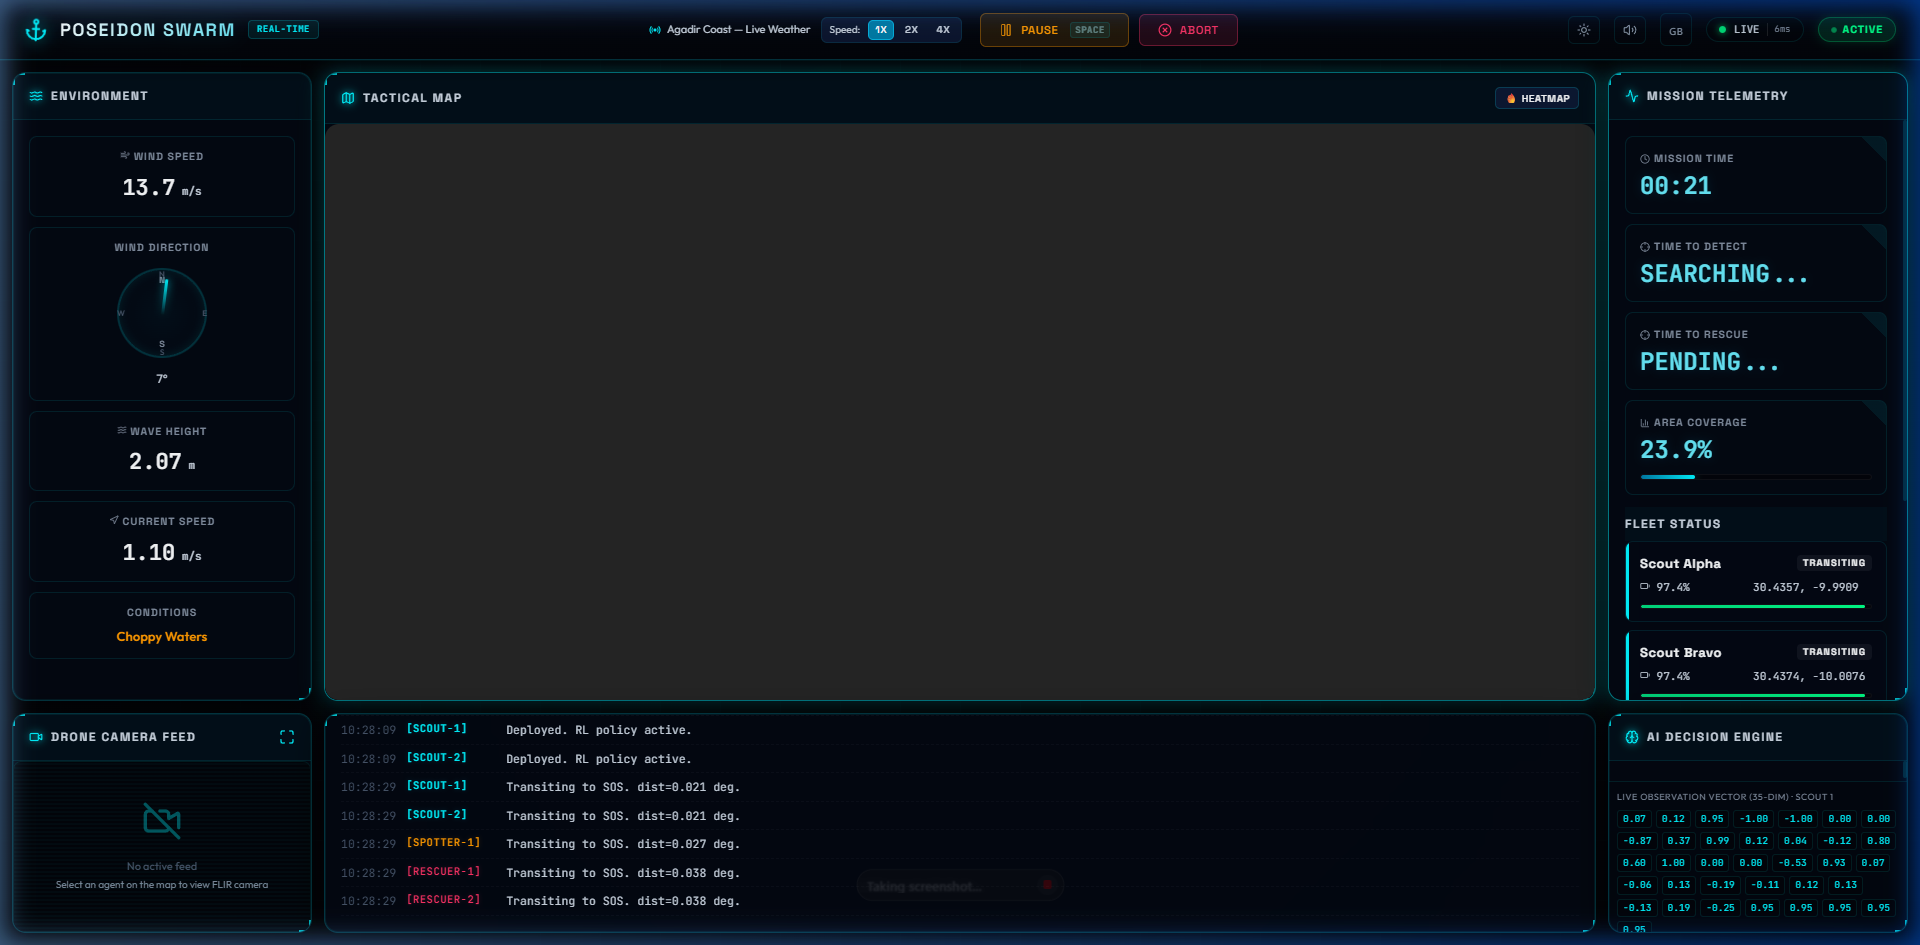 POSEIDON SWARM REAL-TIME
Agadir Coast — Live Weather Speed: 1X 2X 4X PAUSE SPACE ABORT
GB LIVE 6ms ACTIVE
ENVIRONMENT
WIND SPEED
13.7 m/s
WIND DIRECTION
N
N
W E
S
S
7°
WAVE HEIGHT
2.07 m
CURRENT SPEED
1.10 m/s
CONDITIONS
Choppy Waters
TACTICAL MAP HEATMAP
MISSION TELEMETRY
MISSION TIME
00:21
TIME TO DETECT
SEARCHING...
TIME TO RESCUE
PENDING...
AREA COVERAGE
23.9%
FLEET STATUS
Scout Alpha TRANSITING
97.4% 30.4357, -9.9909
Scout Bravo TRANSITING
97.4% 30.4374, -10.0076
DRONE CAMERA FEED
No active feed
Select an agent on the map to view FLIR camera
10:28:09 [SCOUT-1] Deployed. RL policy active.
10:28:09 [SCOUT-2] Deployed. RL policy active.
10:28:29 [SCOUT-1] Transiting to SOS. dist=0.021 deg.
10:28:29 [SCOUT-2] Transiting to SOS. dist=0.021 deg.
10:28:29 [SPOTTER-1] Transiting to SOS. dist=0.027 deg.
10:28:29 [RESCUER-1] Transiting to SOS. dist=0.038 deg.
10:28:29 [RESCUER-2] Transiting to SOS. dist=0.038 deg.
Taking screenshot...
AI DECISION ENGINE
LIVE OBSERVATION VECTOR (35-DIM) · SCOUT 1
0.07 0.12 0.95 -1.00 -1.00 0.00 0.00
-0.87 0.37 0.99 0.12 0.04 -0.12 0.80
0.60 1.00 0.00 0.00 -0.53 0.93 0.07
-0.06 0.13 -0.19 -0.11 0.12 0.13
-0.13 0.19 -0.25 0.95 0.95 0.95 0.95
0.95